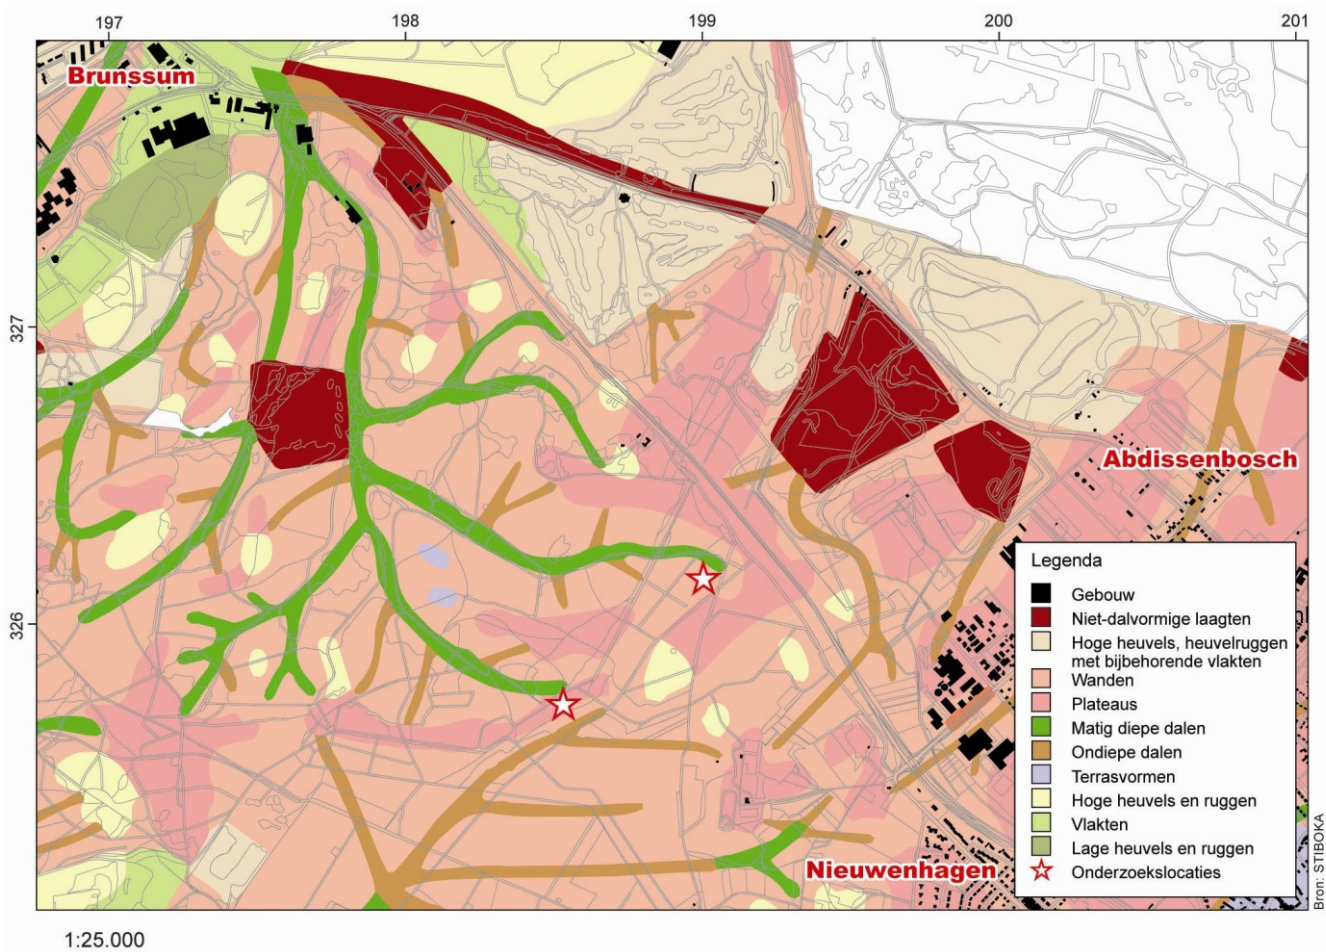 197
198
199
200
201
Brunssum
327
Abdissenbosch
326
Legenda
Gebouw
Niet-dalvormige laagten
Hoge heuvels, heuvelruggen
met bijbehorende vlakten
Wanden
Plateaus
Matig diepe dalen
Ondiepe dalen
Terrasvormen
Hoge heuvels en ruggen
Vlakten
Lage heuvels en ruggen
Onderzoekslocaties
Nieuwenhagen
Bron: STIBOKA
1:25.000